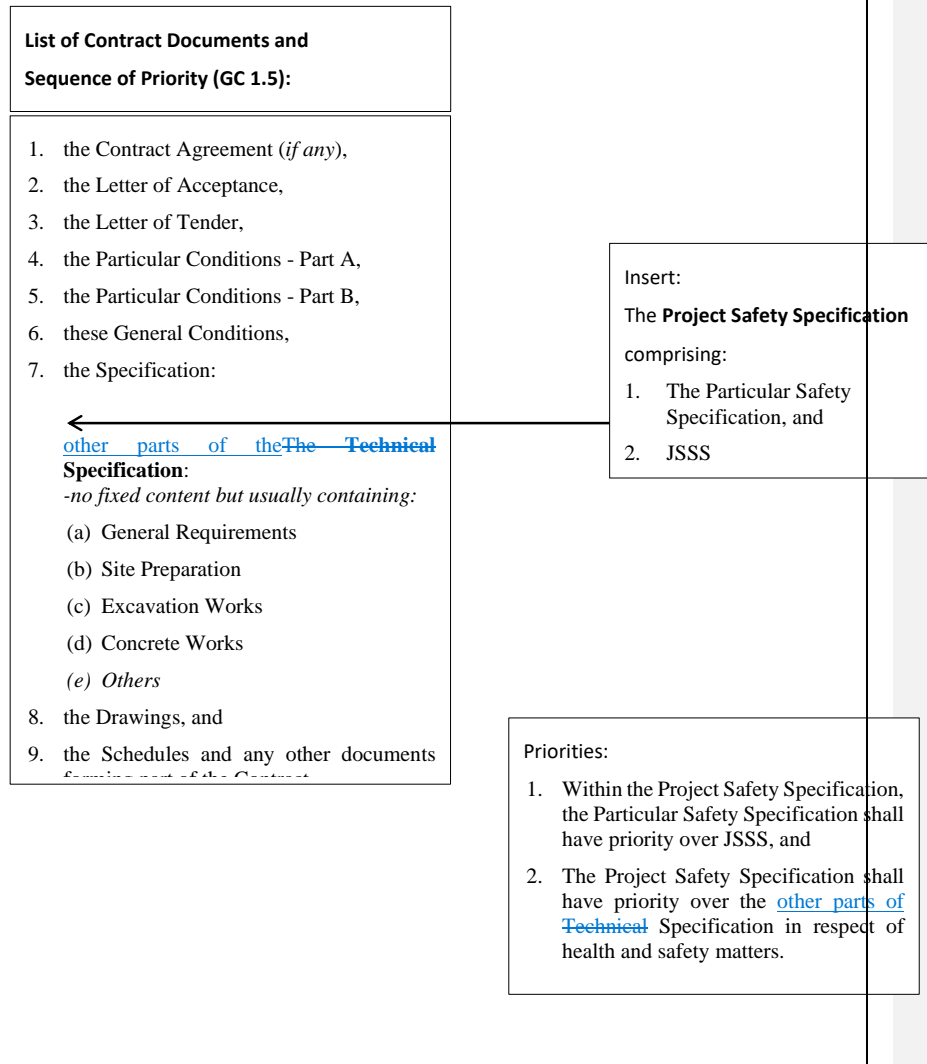 List of Contract Documents and
Sequence of Priority (GC 1.5):
1. the Contract Agreement (if any),
2. the Letter of Acceptance,
3. the Letter of Tender,
4. the Particular Conditions - Part A,
5. the Particular Conditions - Part B,
6. these General Conditions,
7. the Specification:
other parts of theThe Technical
Specification:
-no fixed content but usually containing:
(a) General Requirements
(b) Site Preparation
(c) Excavation Works
(d) Concrete Works
(e) Others
8. the Drawings, and
9. the Schedules and any other documents
forming part of the Contract
Insert:
The Project Safety Specification
comprising:
1. The Particular Safety
Specification, and
2. JSSS
Priorities:
1. Within the Project Safety Specification,
the Particular Safety Specification shall
have priority over JSSS, and
2. The Project Safety Specification shall
have priority over the other parts of
Technical Specification in respect of
health and safety matters.